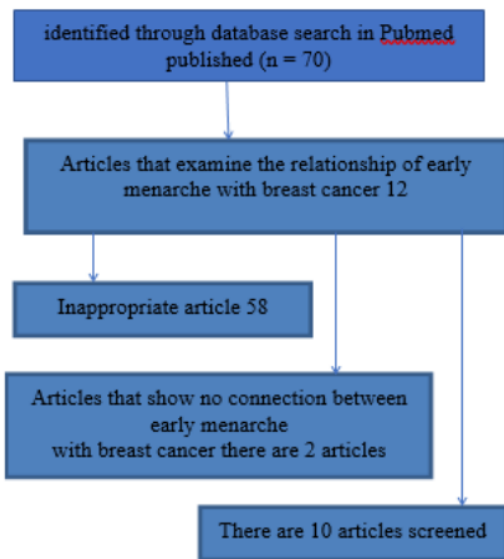 identified through database search in Pubmed
published (n = 70)
Articles that examine the relationship of early
menarche with breast cancer 12
Inappropriate article 58
Articles that show no connection between
early menarche
with breast cancer there are 2 articles
There are 10 articles screened